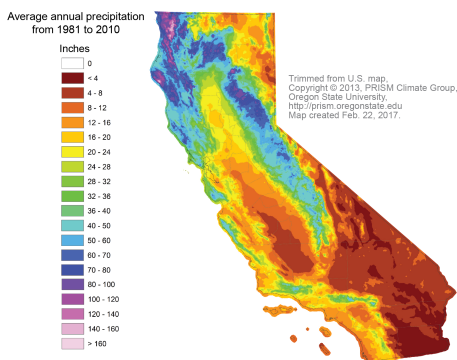 Average annual precipitation
from 1981 to 2010
Inches
0
< 4
4 - 8
8 - 12
12 - 16
16 - 20
20 - 24
24 - 28
28 - 32
32 - 36
36 - 40
40 - 50
50 - 60
60 - 70
70 - 80
80 - 100
100 - 120
120 - 140
140 - 160
> 160
Trimmed from U.S. map,
Copyright © 2013, PRISM Climate Group,
Oregon State University,
http://prism.oregonstate.edu
Map created Feb. 22, 2017.